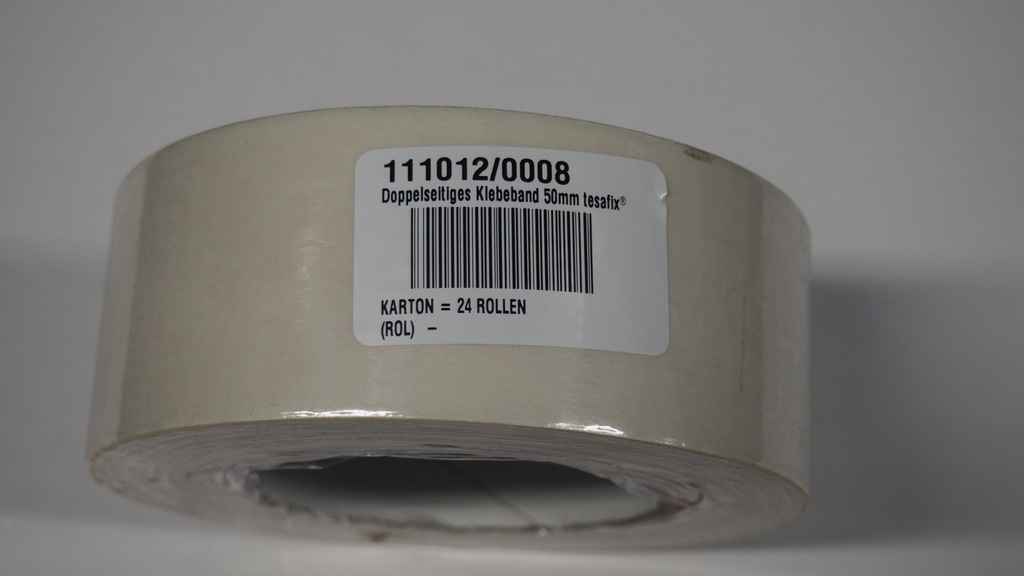 111012/0008
Doppelseitiges Klebeband 50mm tesafix®
KARTON = 24 ROLLEN
(ROL) –